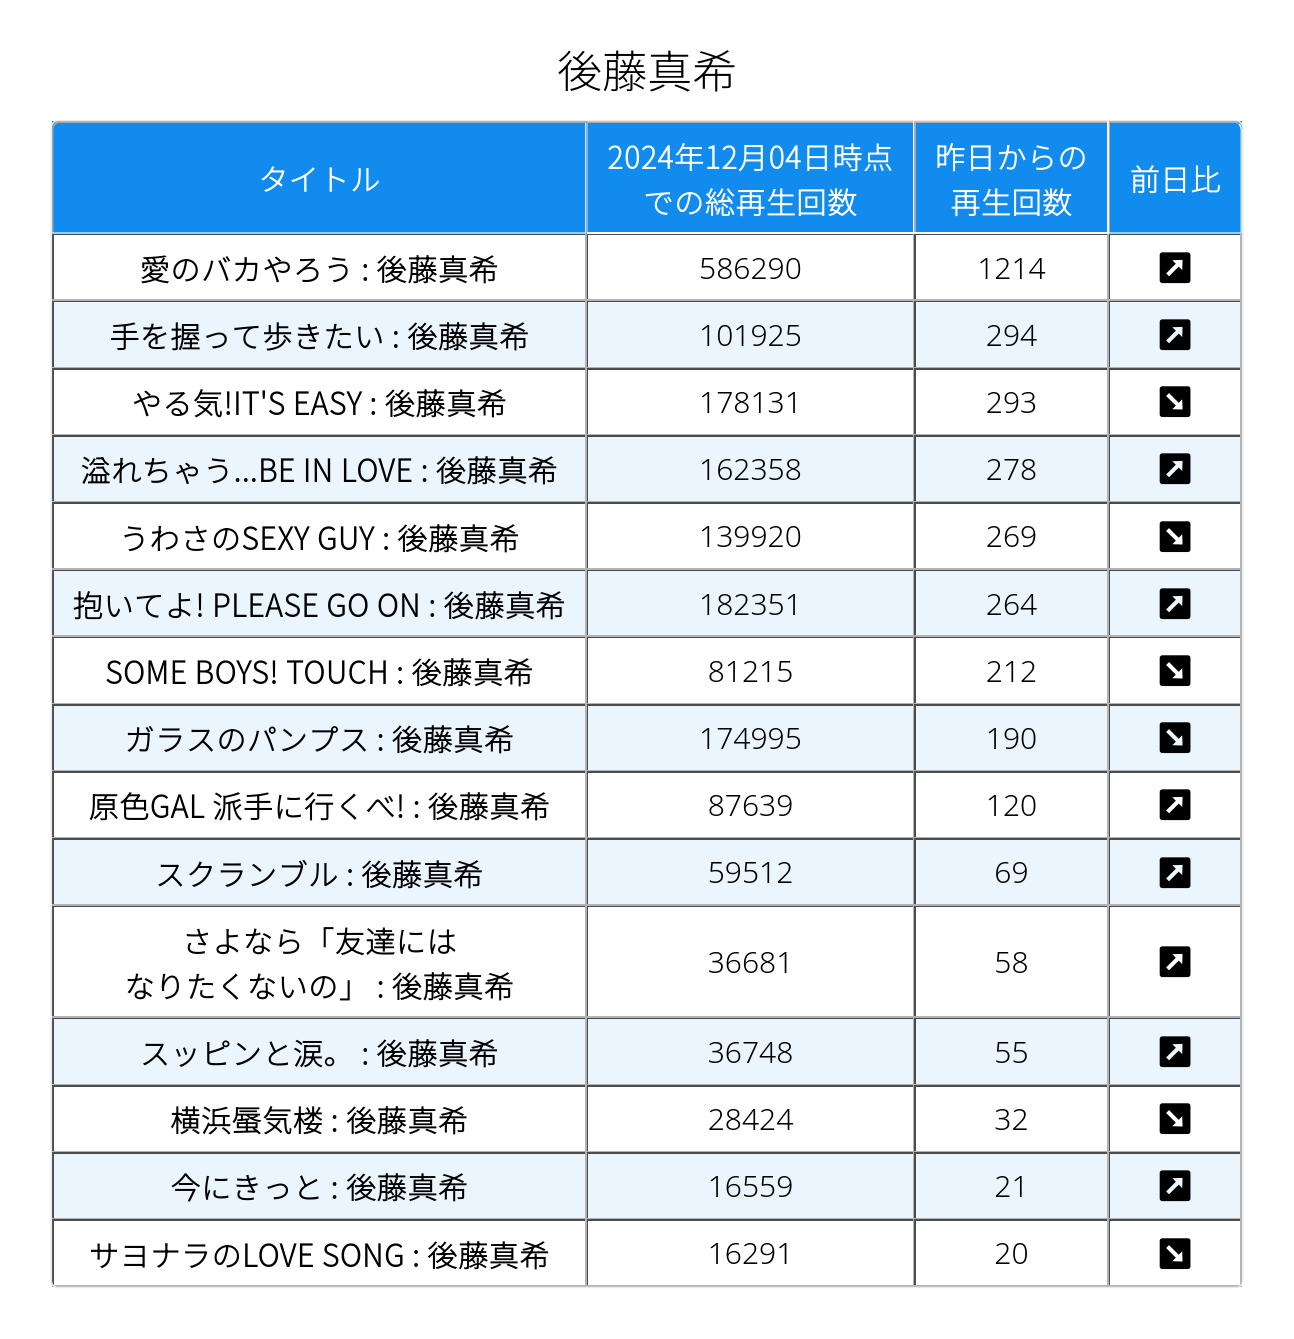 後藤真希
タイトル
2024年12月04日時点
での総再生回数
昨日からの
再生回数
前日比
愛のバカやろう : 後藤真希 586290 1214
手を握って歩きたい : 後藤真希 101925 294
やる気!IT'S EASY : 後藤真希 178131 293
溢れちゃう...BE IN LOVE : 後藤真希 162358 278
うわさのSEXY GUY : 後藤真希 139920 269
抱いてよ! PLEASE GO ON : 後藤真希 182351 264
SOME BOYS! TOUCH : 後藤真希 81215 212
ガラスのパンプス : 後藤真希 174995 190
原色GAL 派手に行くべ! : 後藤真希 87639 120
スクランブル : 後藤真希 59512 69
さよなら「友達には
なりたくないの」 : 後藤真希 36681 58
スッピンと涙。 : 後藤真希 36748 55
横浜蜃気楼 : 後藤真希 28424 32
今にきっと : 後藤真希 16559 21
サヨナラのLOVE SONG : 後藤真希 16291 20